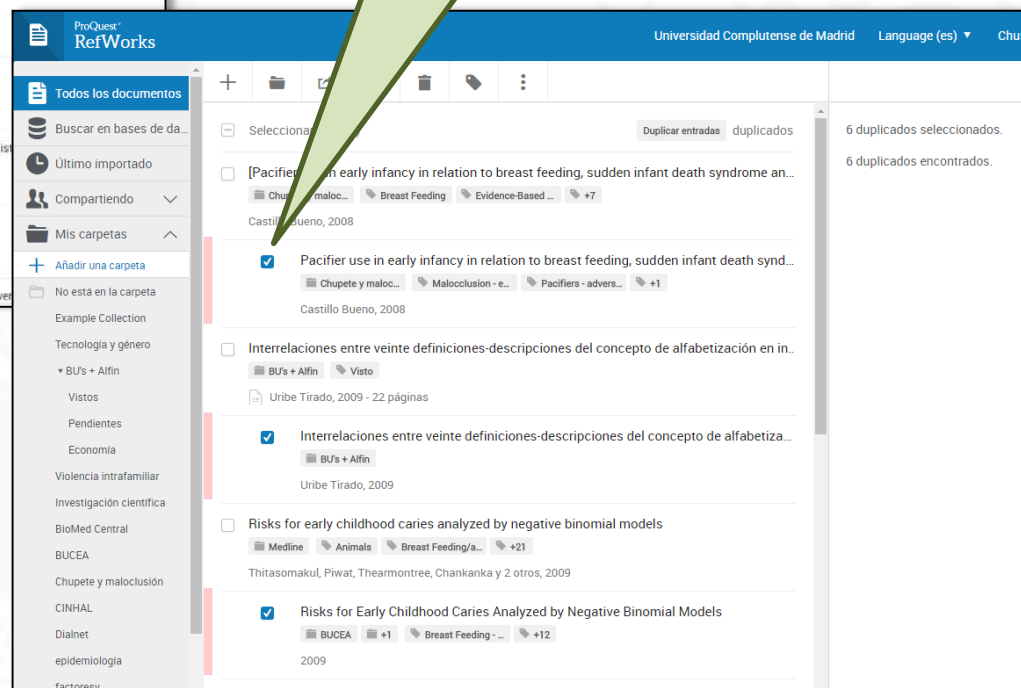 ProQuest
RefWorks
Universidad Complutense de Madrid Language (es) ▼
Todos los documentos
Buscar en bases de da...
Último importado
Compartiendo
Mis carpetas
Añadir una carpeta
No está en la carpeta
Example Collection
Tecnología y género
▾ BU's + Alfin
Vistos
Pendientes
Economía
Violencia intrafamiliar
Investigación científica
BioMed Central
BUCEA
Chupete y maloclusión
CINHAL
Dialnet
epidemiología
Duplicar entradas duplicados
[Pacifier in early infancy in relation to breast feeding, sudden infant death syndrome an...
maloc... Breast Feeding Evidence-Based ... +7
Bueno, 2008
Pacifier use in early infancy in relation to breast feeding, sudden infant death synd...
Chupete y maloc... Malocclusion - e... Pacifiers - advers... +1
Castillo Bueno, 2008
Interrelaciones entre veinte definiciones-descripciones del concepto de alfabetización en in..
BU's + Alfin Visto
Uribe Tirado, 2009 - 22 páginas
Interrelaciones entre veinte definiciones-descripciones del concepto de alfabetiza...
BU's + Alfin
Uribe Tirado, 2009
Risks for early childhood caries analyzed by negative binomial models
Medline Animals Breast Feeding/a... +21
Thitasomakul, Piwat, Thearmontree, Chankanka y 2 otros, 2009
Risks for Early Childhood Caries Analyzed by Negative Binomial Models
BUCEA +1 Breast Feeding - ... +12
2009
6 duplicados seleccionados.
6 duplicados encontrados.